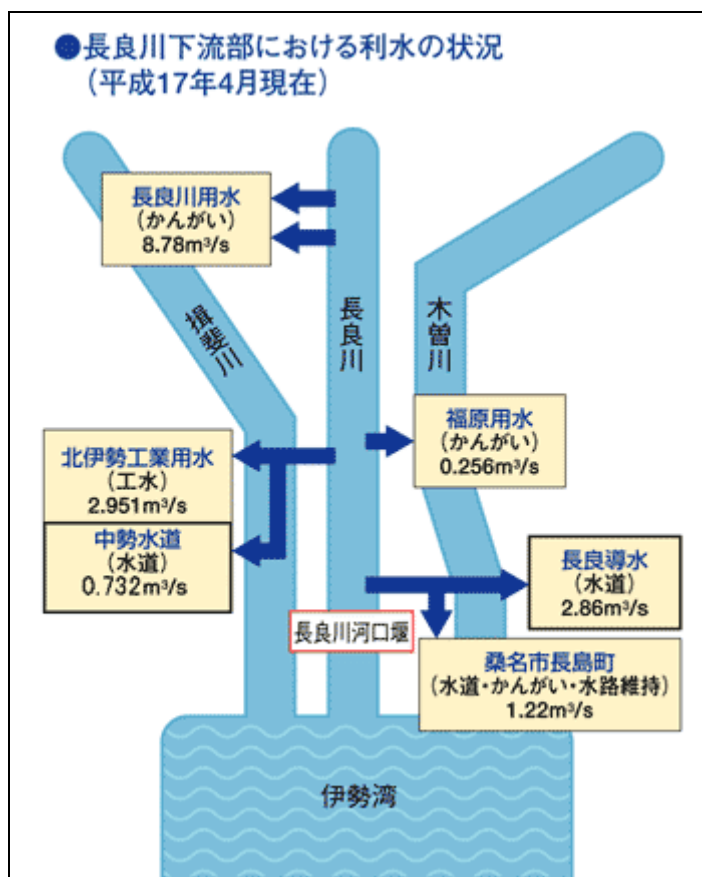 ●長良川下流部における利水の状況
(平成17年4月現在)
長良川用水
(かんがい)
8.78m³/s
揖斐川
長良川
木曽川
福原用水
(かんがい)
0.256m³/s
北伊勢工業用水
(工水)
2.951m³/s
中勢水道
(水道)
0.732m³/s
長良導水
(水道)
2.86m³/s
長良川河口堰
桑名市長島町
(水道・かんがい・水路維持)
1.22m³/s
伊勢湾